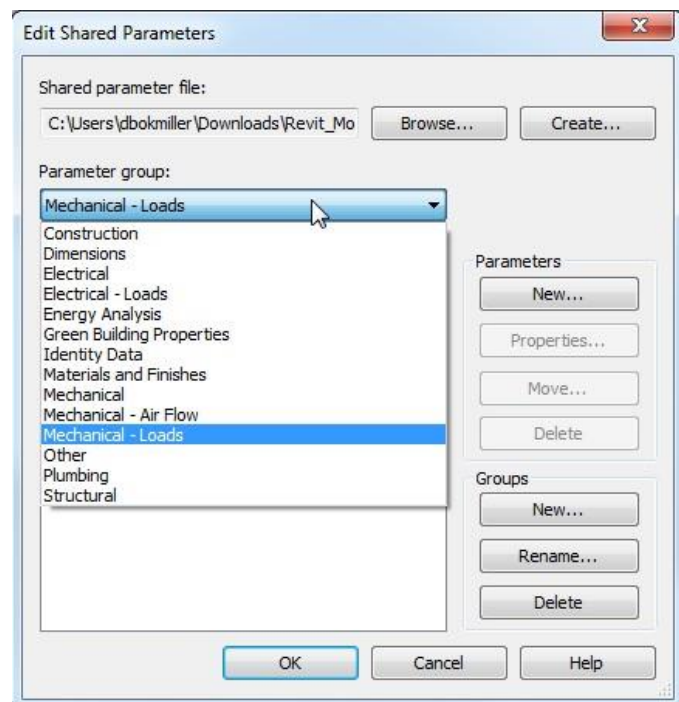 Edit Shared Parameters
Shared parameter file:
C:\Users\dbokmiller\Downloads\Revit_Mo Browse... Create...
Parameter group:
Mechanical - Loads
Construction
Dimensions
Electrical
Electrical - Loads
Energy Analysis
Green Building Properties
Identity Data
Materials and Finishes
Mechanical
Mechanical - Air Flow
Mechanical - Loads
Other
Plumbing
Structural
Parameters
New...
Properties...
Move...
Delete
Groups
New...
Rename...
Delete
OK Cancel Help